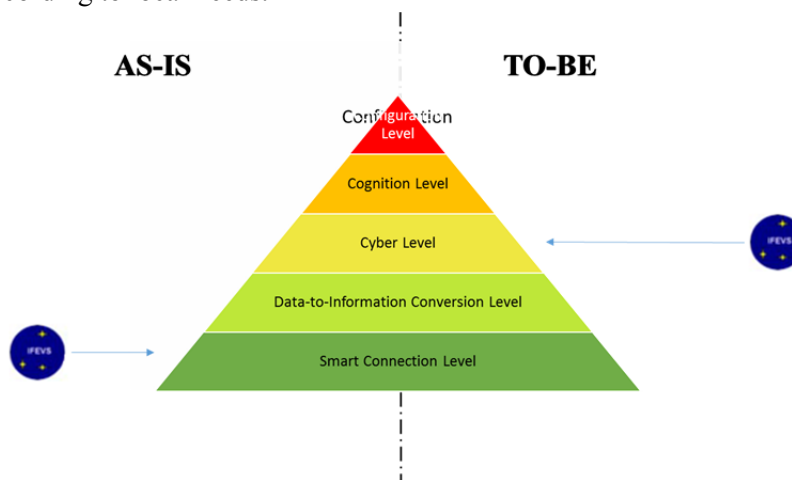 AS-IS
TO-BE
Configuration
Level
Cognition Level
Cyber Level
IFEVS
Data-to-Information Conversion Level
IFEVS
Smart Connection Level